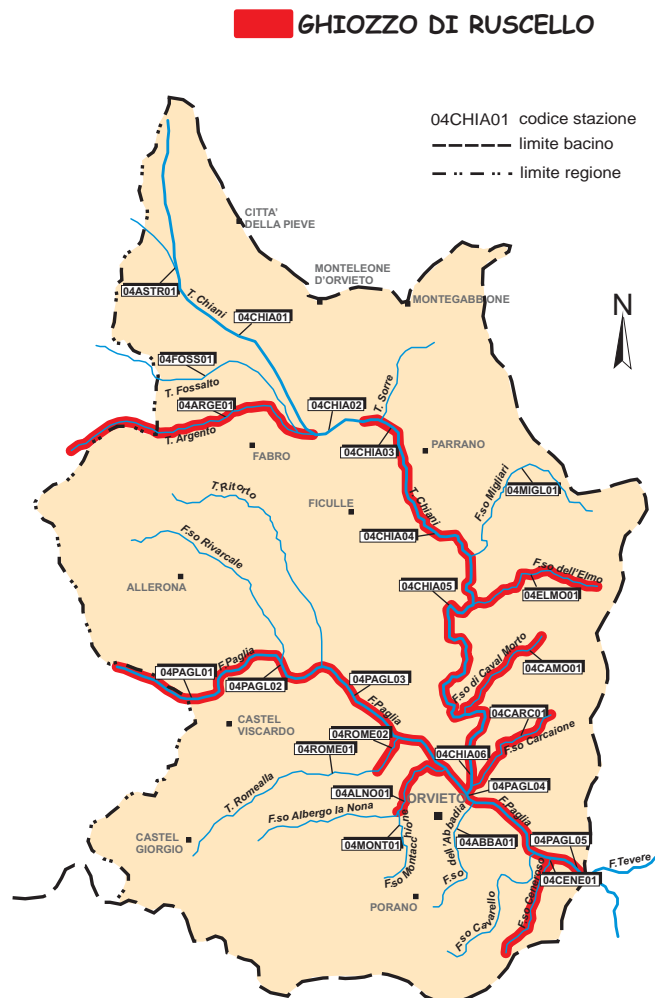 GHIOZZO DI RUSCELLO
04CHIA01 codice stazione
limite bacino
limite regione
CITTA'
DELLA PIEVE
MONTELEONE
D'ORVIETO
MONTEGABBIONE
N
04ASTR01
T. Chiani
04CHIA01
04FOSS01
T. Fossalto
04ARGE01
T. Argento
04CHIA02
T. Sorre
04CHIA03
FABRO
PARRANO
T. Ritorto
FICULLE
T. Chiani
F.so Migliari
04MIGL01
F.so Rivarcale
04CHIA04
ALLERONA
04CHIA05
F.so dell'Elmo
04ELMO01
F.so di Caval Morto
04CAMO01
F.Paglia
04PAGL01
04PAGL02
04PAGL03
F.Paglia
04CARC01
F.so Carcaione
CASTEL
VISCARDO
04ROME02
04ROME01
04CHIA06
T. Romealla
04ALNO01
ORVIETO
04PAGL04
F.Paglia
F.so Albergo la Nona
04MONT01
F.so Montacchione
F.so dell'Abbadia
04ABBA01
04PAGL05
F.Tevere
CASTEL
GIORGIO
04CENE01
F.so Ceneroso
F.so Cavarello
PORANO